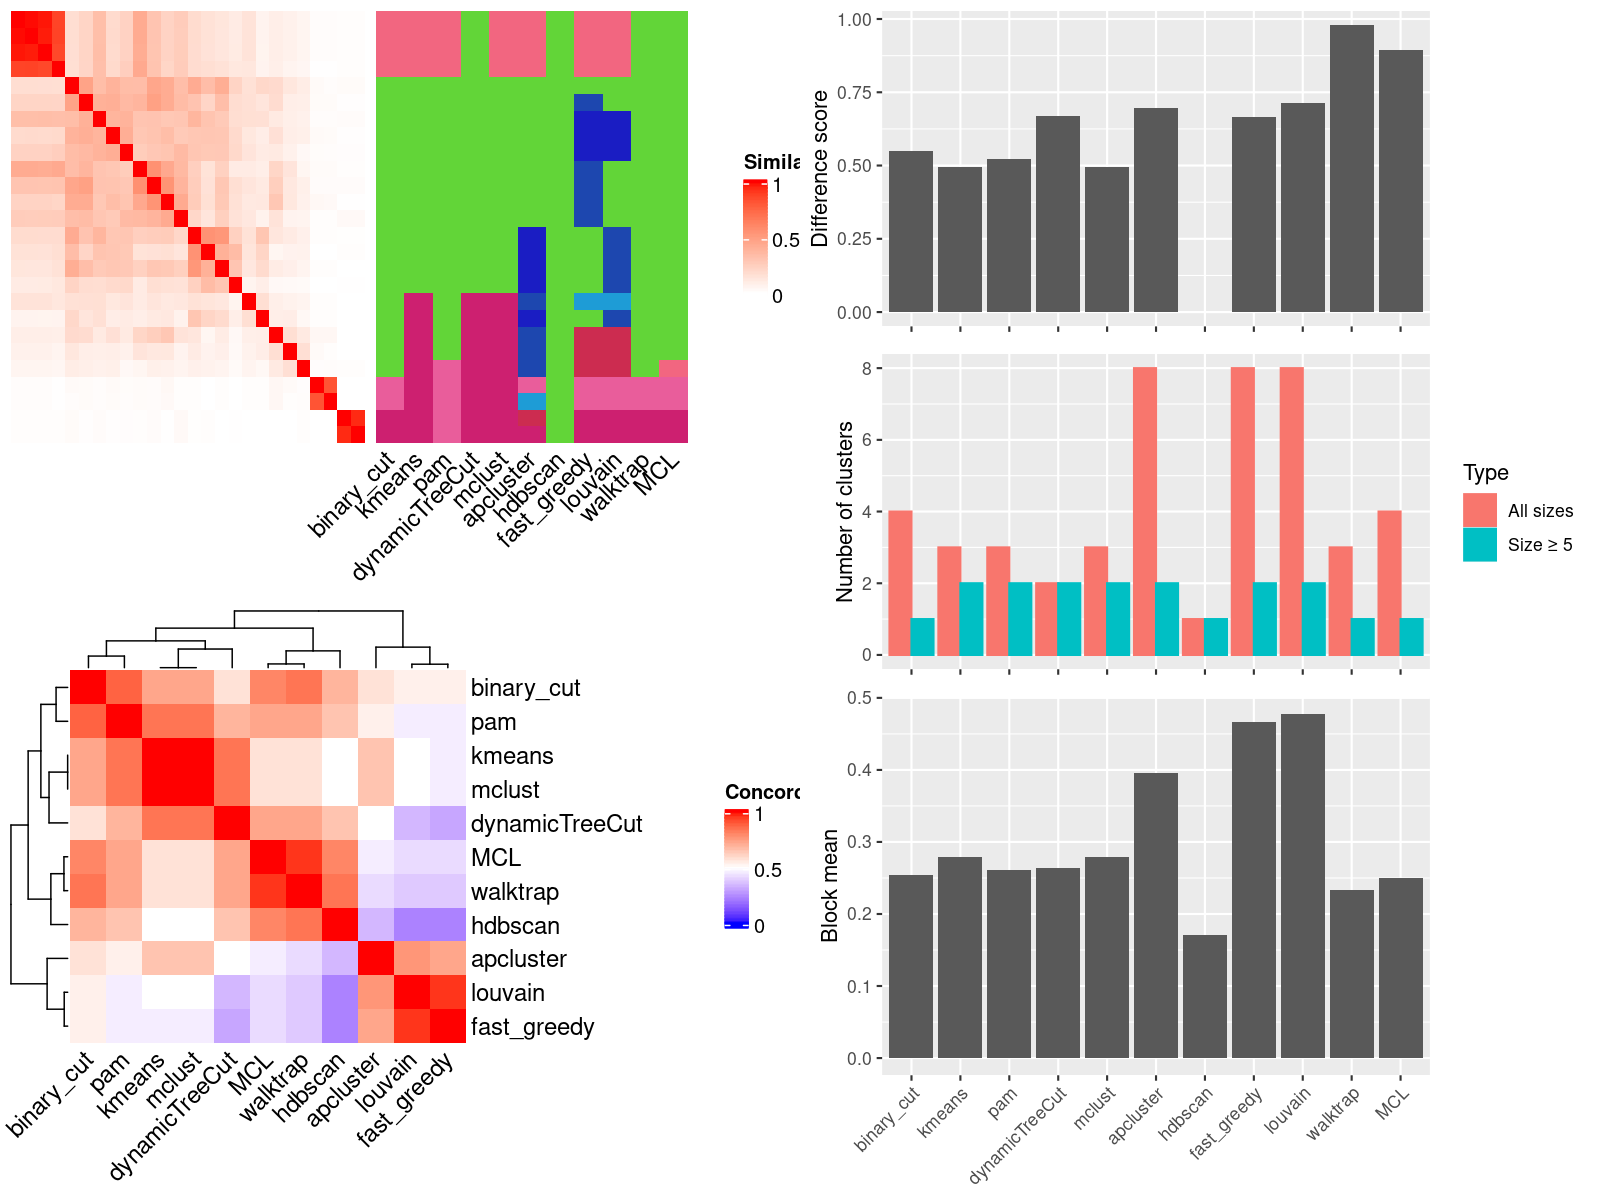 Simila
1
0.5
0
binary_cut
kmeans
pam
dynamicTreeCut
mclust
apcluster
hdbscan
fast_greedy
louvain
walktrap
MCL
Difference score
1.00
0.75
0.50
0.25
0.00
Number of clusters
8
6
4
2
0
Type
All sizes
Size ≥ 5
binary_cut
pam
kmeans
mclust
dynamicTreeCut
MCL
walktrap
hdbscan
apcluster
louvain
fast_greedy
Concord
1
0.5
0
binary_cut
pam
kmeans
mclust
dynamicTreeCut
MCL
walktrap
hdbscan
apcluster
louvain
fast_greedy
Block mean
0.5
0.4
0.3
0.2
0.1
0.0
binary_cut
kmeans
pam
dynamicTreeCut
mclust
apcluster
hdbscan
fast_greedy
louvain
walktrap
MCL